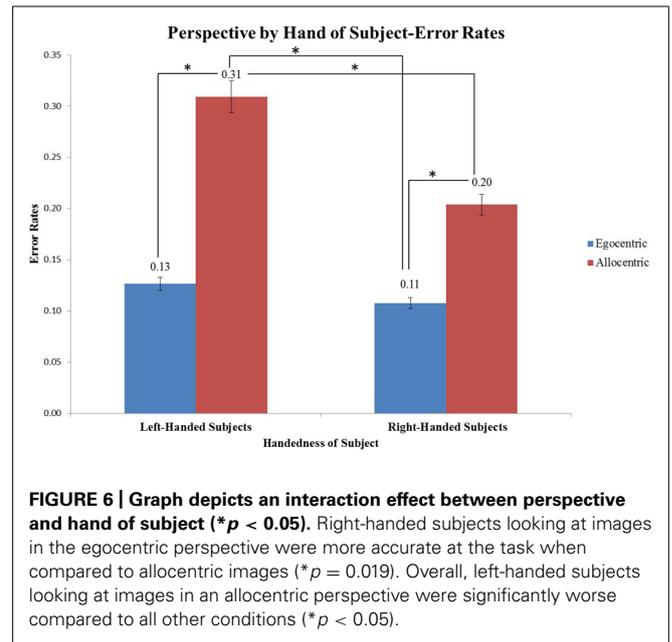 Perspective by Hand of Subject-Error Rates
0.35
0.30
0.25
0.20
0.15
0.10
0.05
0.00
Error Rates
*
*
*
*
0.31
0.20
0.13
0.11
Egocentric
Allocentric
Left-Handed Subjects
Right-Handed Subjects
Handedness of Subject
FIGURE 6 | Graph depicts an interaction effect between perspective
and hand of subject (*p < 0.05). Right-handed subjects looking at images
in the egocentric perspective were more accurate at the task when
compared to allocentric images (*p = 0.019). Overall, left-handed subjects
looking at images in an allocentric perspective were significantly worse
compared to all other conditions (*p < 0.05).